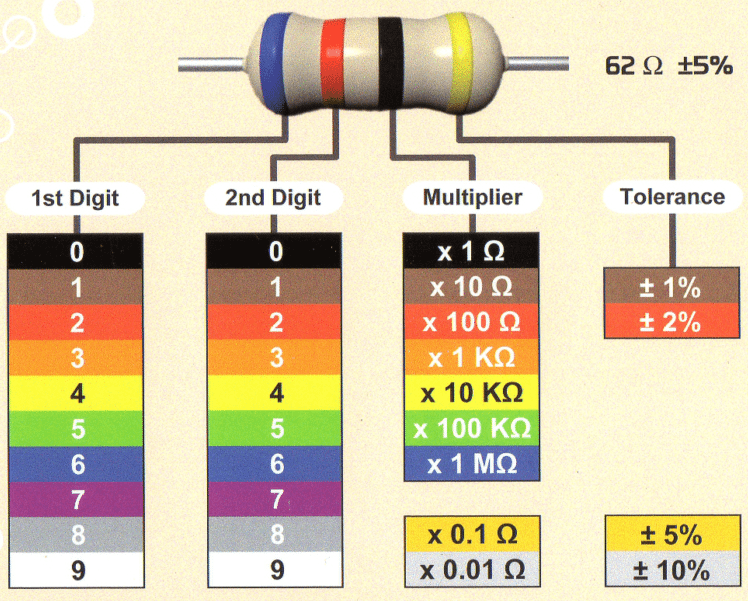 62 Ω ±5%
1st Digit 2nd Digit Multiplier Tolerance
0 0 x 1 Ω
1 1 x 10 Ω ± 1%
2 2 x 100 Ω ± 2%
3 3 x 1 KΩ
4 4 x 10 KΩ
5 5 x 100 KΩ
6 6 x 1 MΩ
7 7
8 8 x 0.1 Ω ± 5%
9 9 x 0.01 Ω ± 10%